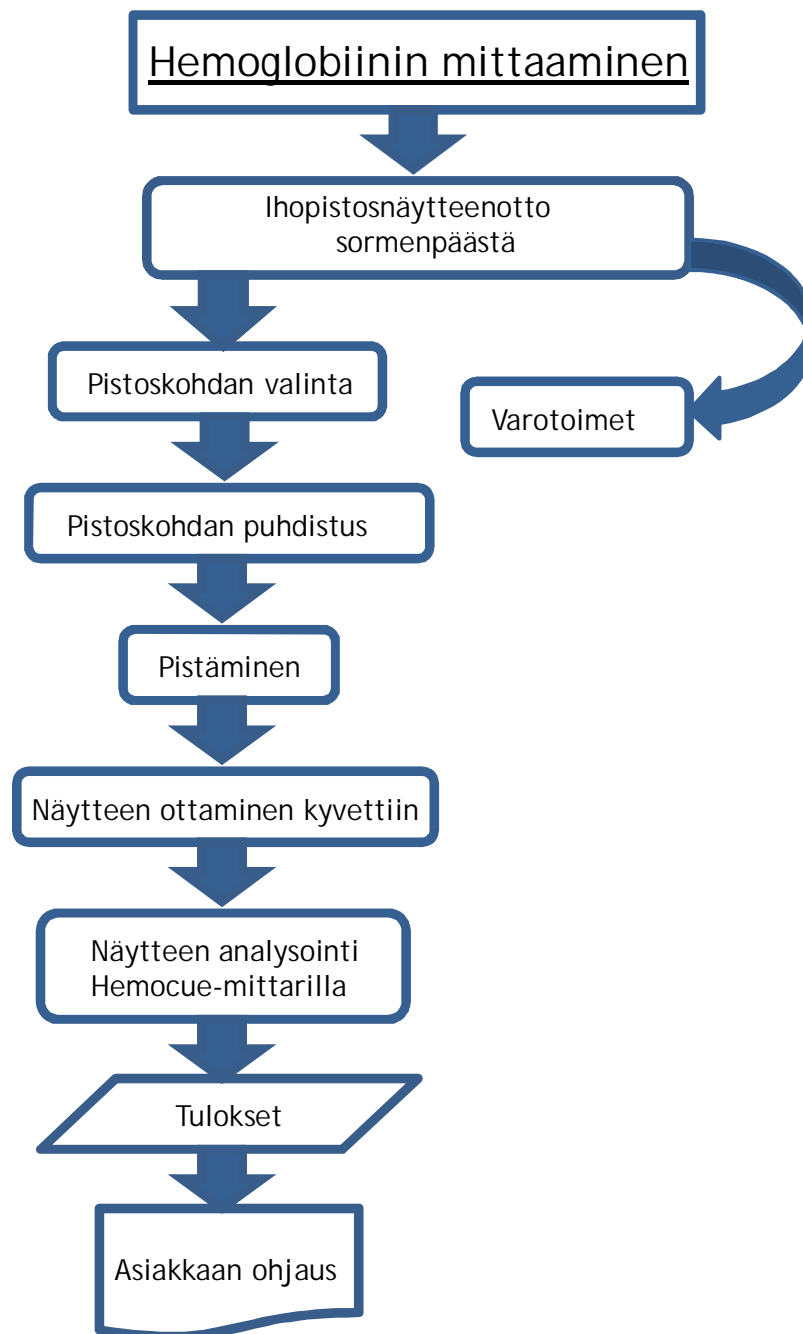 Hemoglobiinin mittaaminen
Ihopistosnäytteenotto
sormenpäästä
Pistoskohdan valinta
Varotoimet
Pistoskohdan puhdistus
Pistäminen
Näytteen ottaminen kyvettiin
Näytteen analysointi
Hemocue-mittarilla
Tulokset
Asiakkaan ohjaus